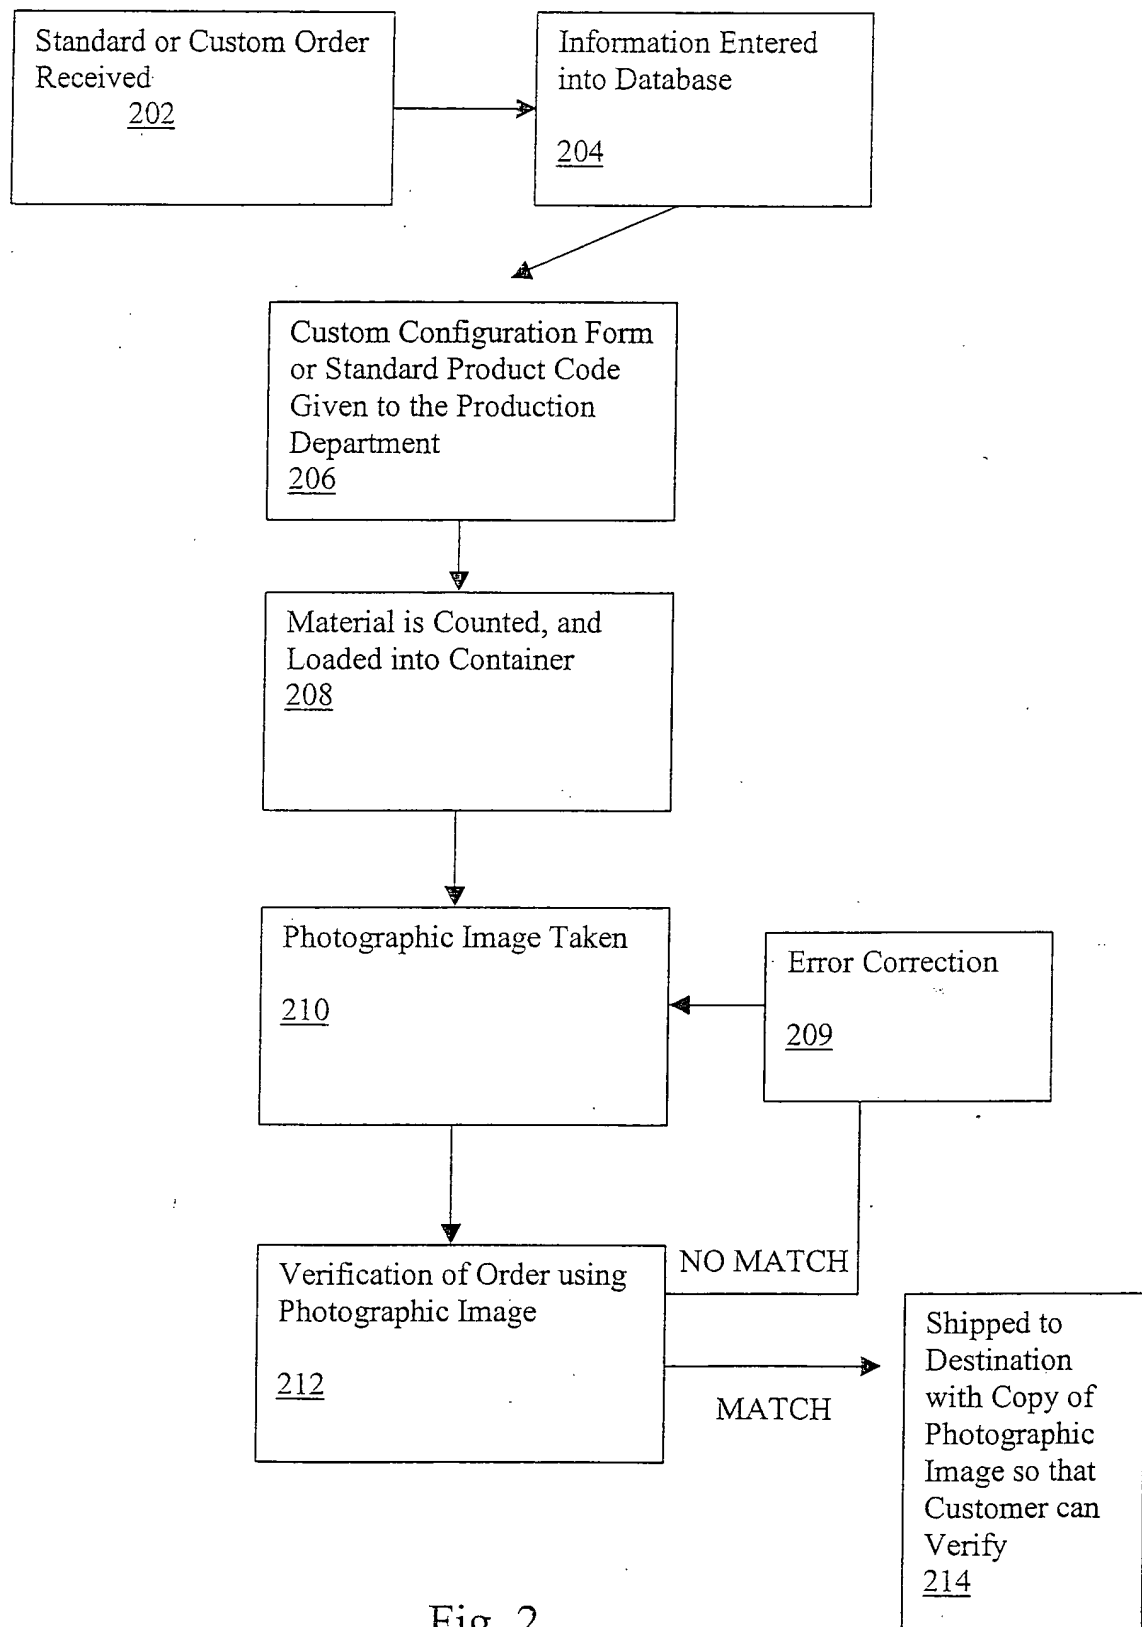 Standard or Custom Order
Received
202
Information Entered
into Database
204
Custom Configuration Form
or Standard Product Code
Given to the Production
Department
206
Material is Counted, and
Loaded into Container
208
Photographic Image Taken
210
Error Correction
209
Verification of Order using
Photographic Image
212
NO MATCH
MATCH
Shipped to
Destination
with Copy of
Photographic
Image so that
Customer can
Verify
214
Fig. 2